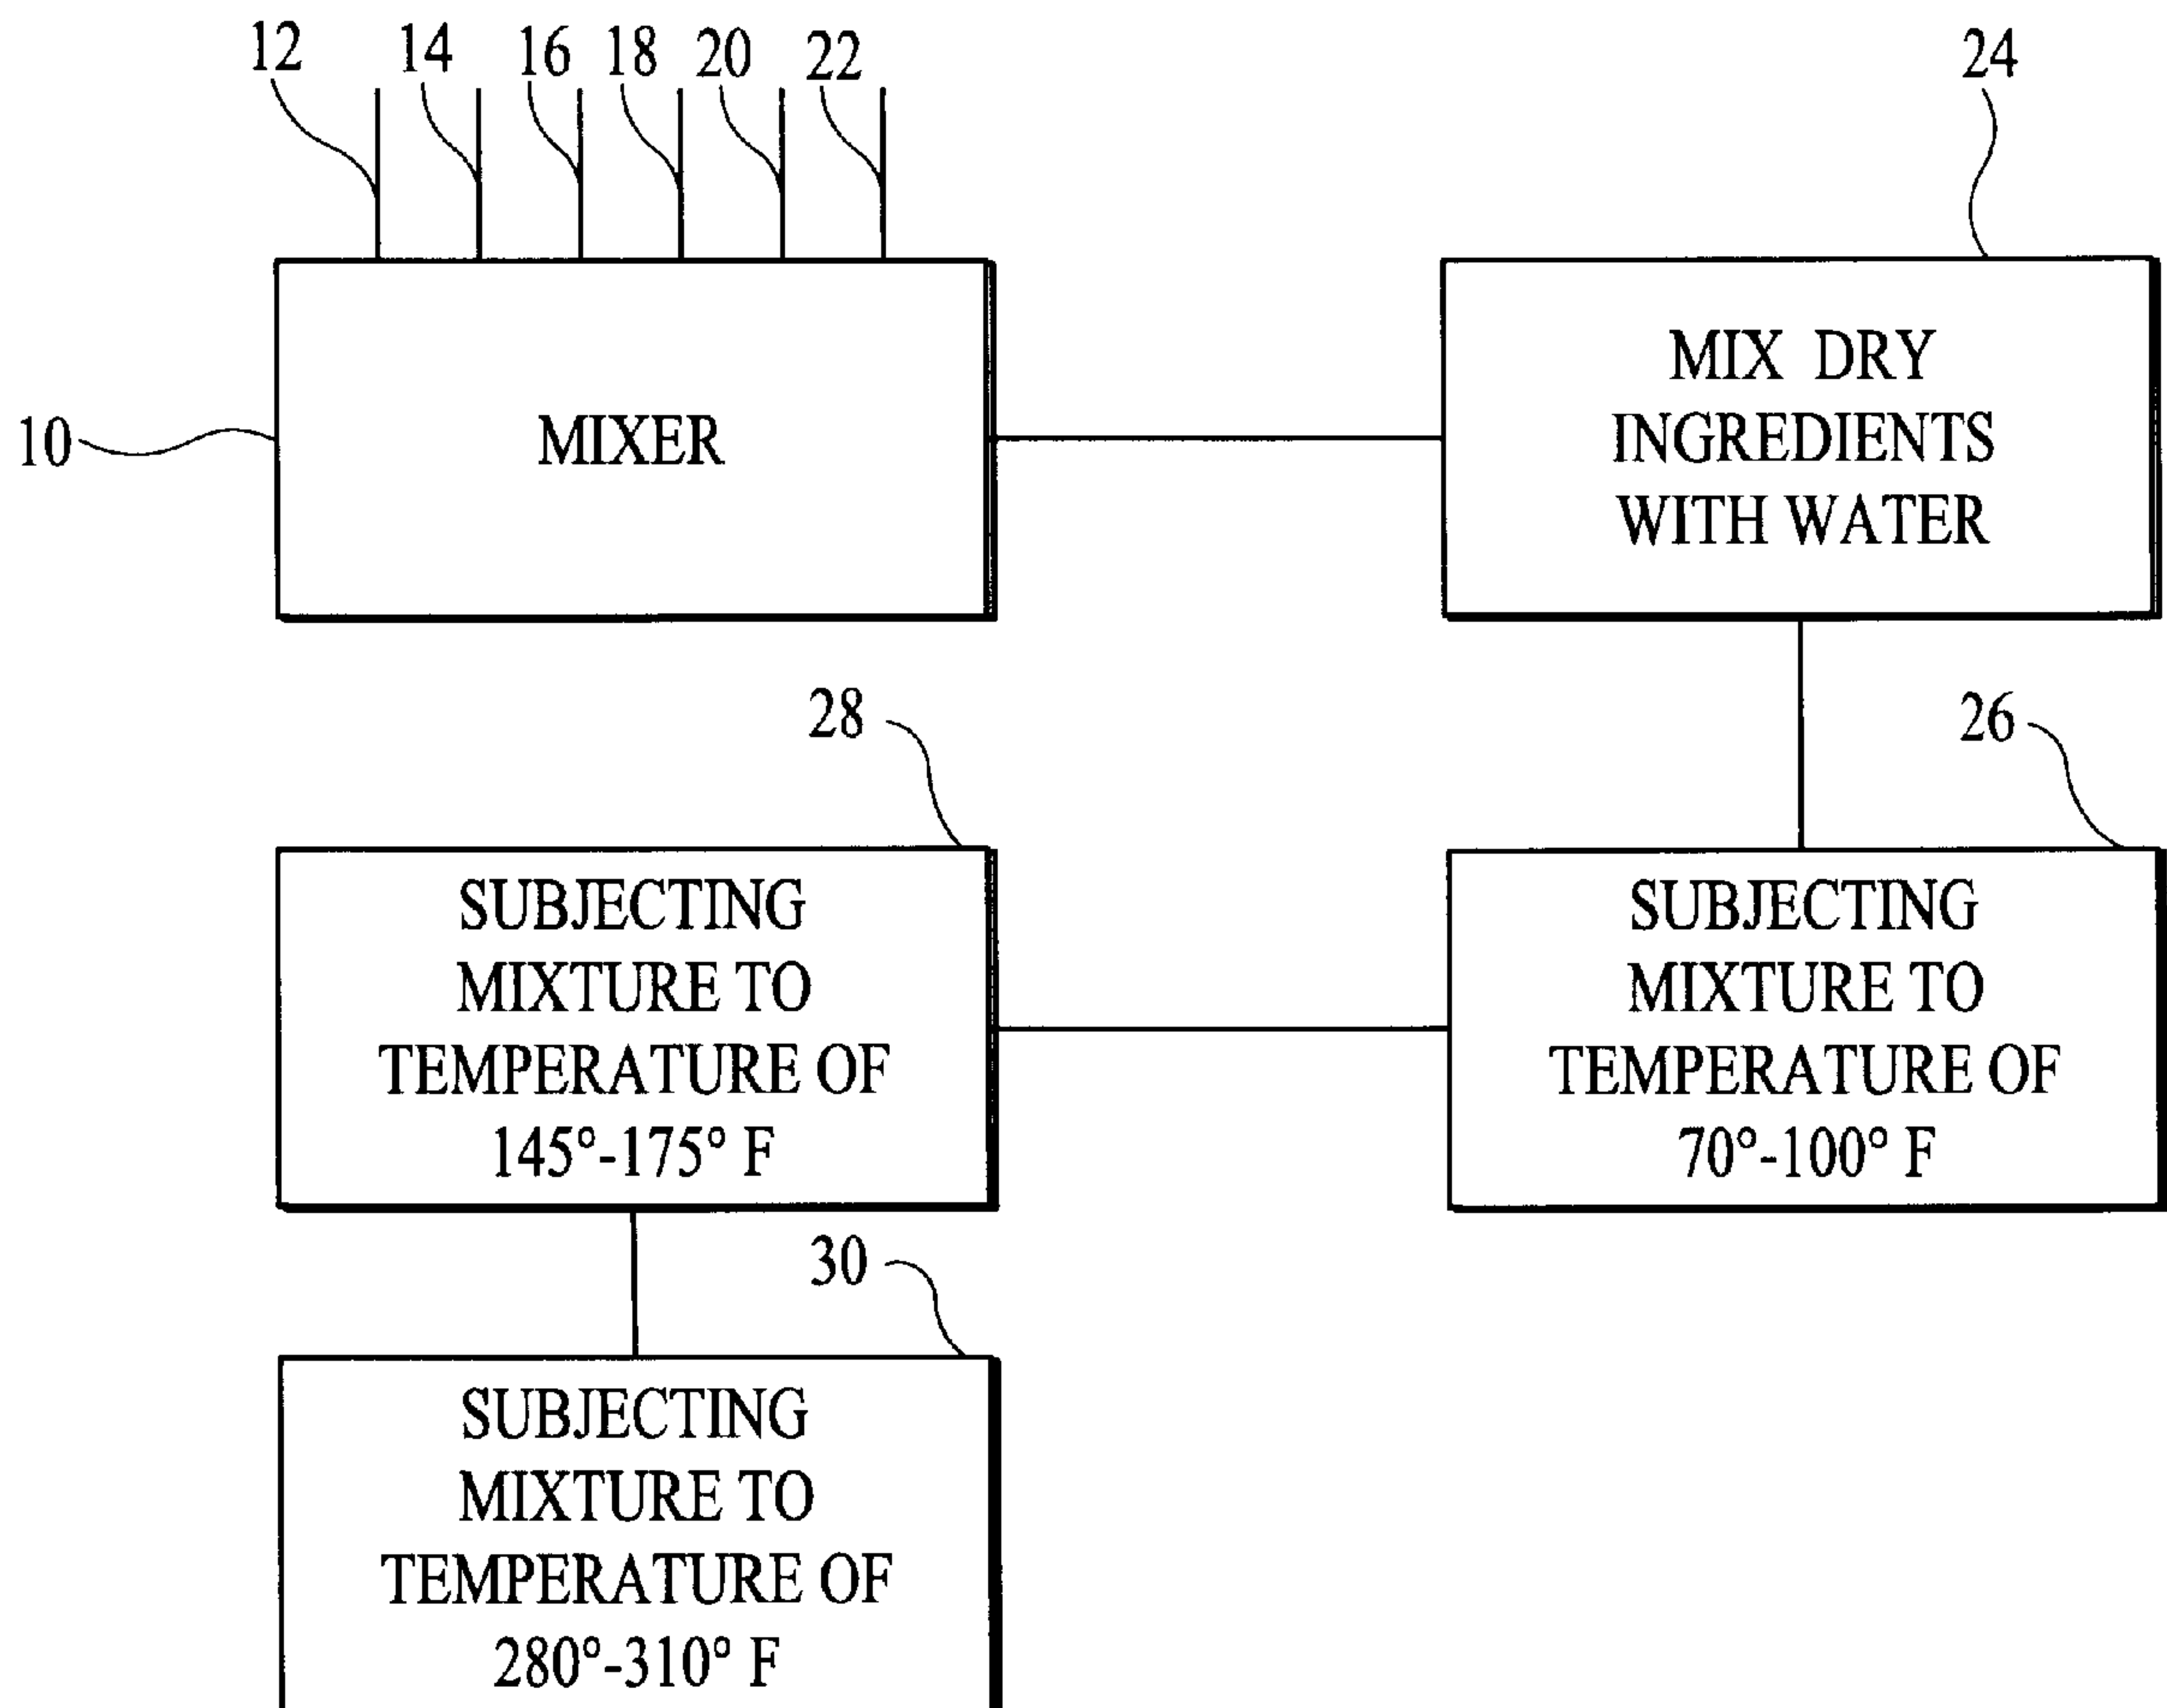 12 14 16 18 20 22 24
10
MIXER
MIX DRY
INGREDIENTS
WITH WATER
28
26
SUBJECTING
MIXTURE TO
TEMPERATURE OF
145°-175° F
SUBJECTING
MIXTURE TO
TEMPERATURE OF
70°-100° F
30
SUBJECTING
MIXTURE TO
TEMPERATURE OF
280°-310° F